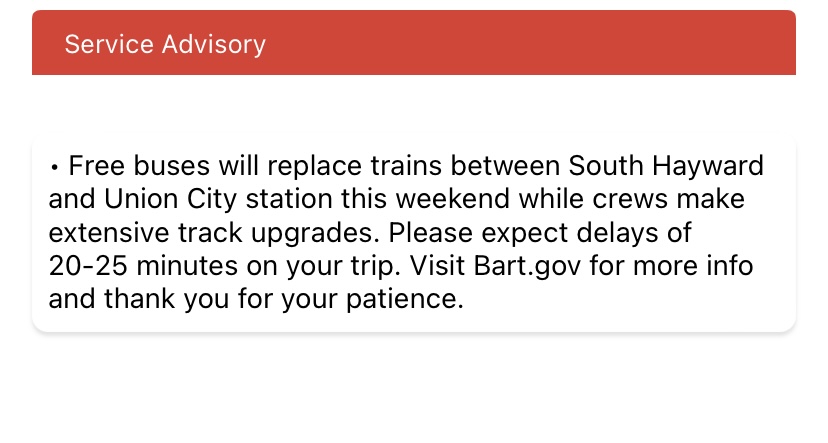 Service Advisory
• Free buses will replace trains between South Hayward
and Union City station this weekend while crews make
extensive track upgrades. Please expect delays of
20-25 minutes on your trip. Visit Bart.gov for more info
and thank you for your patience.